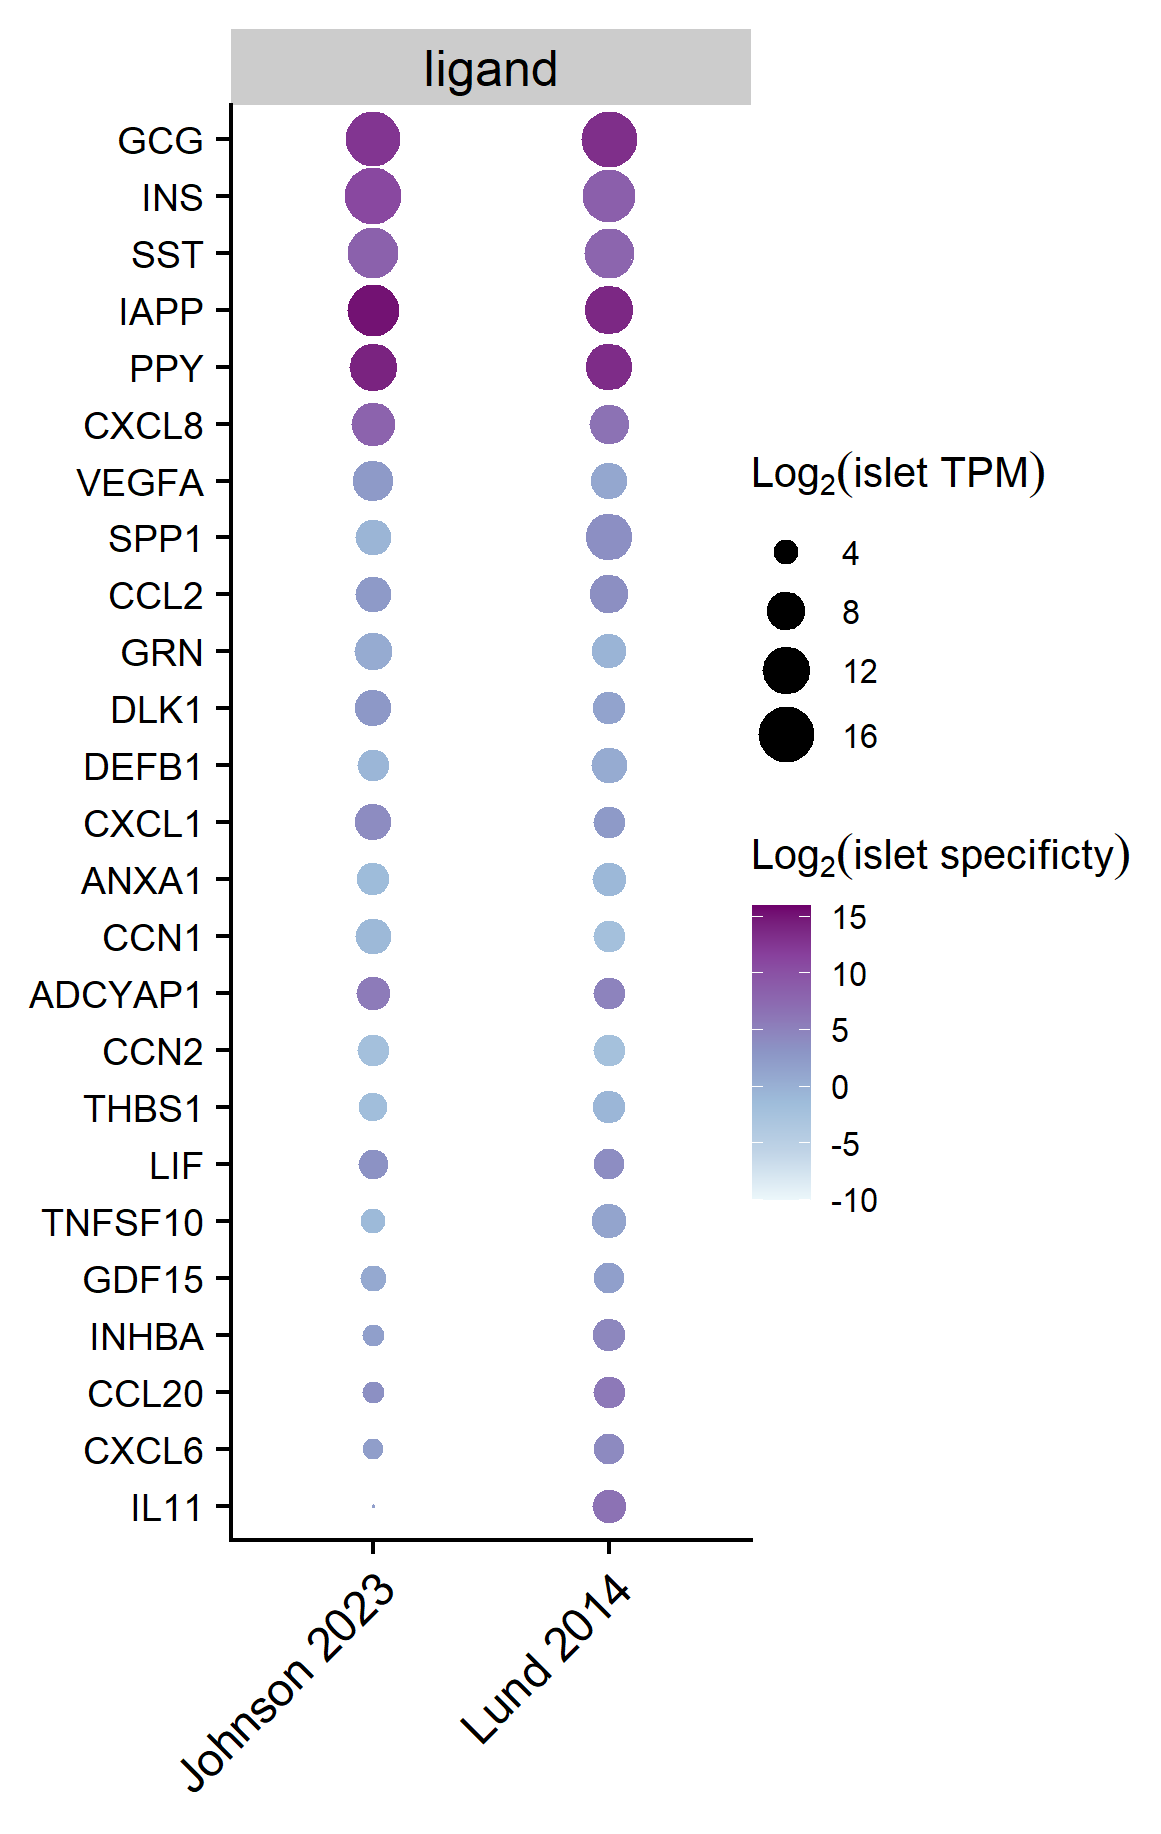 ligand
GCG
INS
SST
IAPP
PPY
CXCL8
VEGFA
SPP1
CCL2
GRN
DLK1
DEFB1
CXCL1
ANXA1
CCN1
ADCYAP1
CCN2
THBS1
LIF
TNFSF10
GDF15
INHBA
CCL20
CXCL6
IL11
Johnson 2023
Lund 2014
Log₂(islet TPM)
4
8
12
16
Log₂(islet specificty)
15
10
5
0
-5
-10